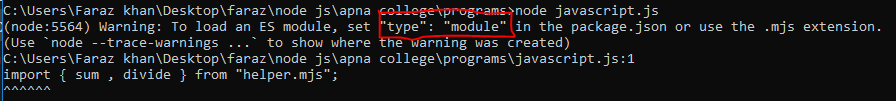 C:\Users\Faraz khan\Desktop\faraz\node js\apna college\programs>node javascript.js
(node:5564) Warning: To load an ES module, set "type": "module" in the package.json or use the .mjs extension.
(Use `node --trace-warnings ...` to show where the warning was created)
C:\Users\Faraz khan\Desktop\faraz\node js\apna college\programs\javascript.js:1
import { sum , divide } from "helper.mjs";
^^^^^^